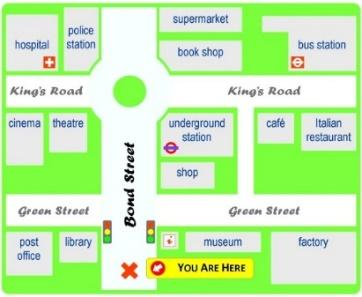 supermarket
police
station
hospital
book shop
bus station
King's Road
King's Road
cinema
theatre
underground
station
café
Italian
restaurant
Bond Street
shop
Green Street
Green Street
post
office
library
museum
factory
YOU ARE HERE